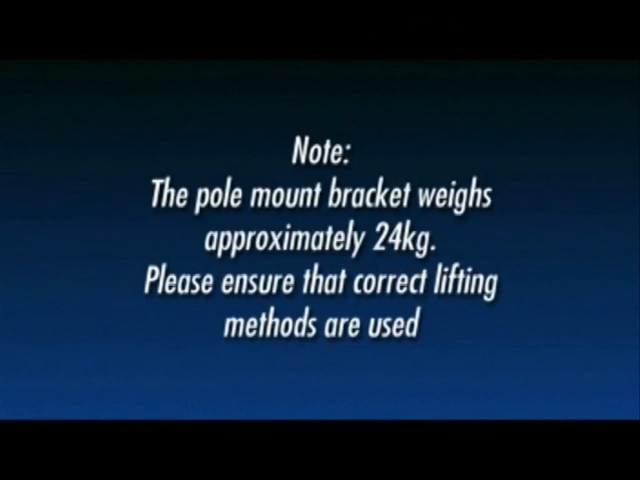 Note:
The pole mount bracket weighs
approximately 24kg.
Please ensure that correct lifting
methods are used